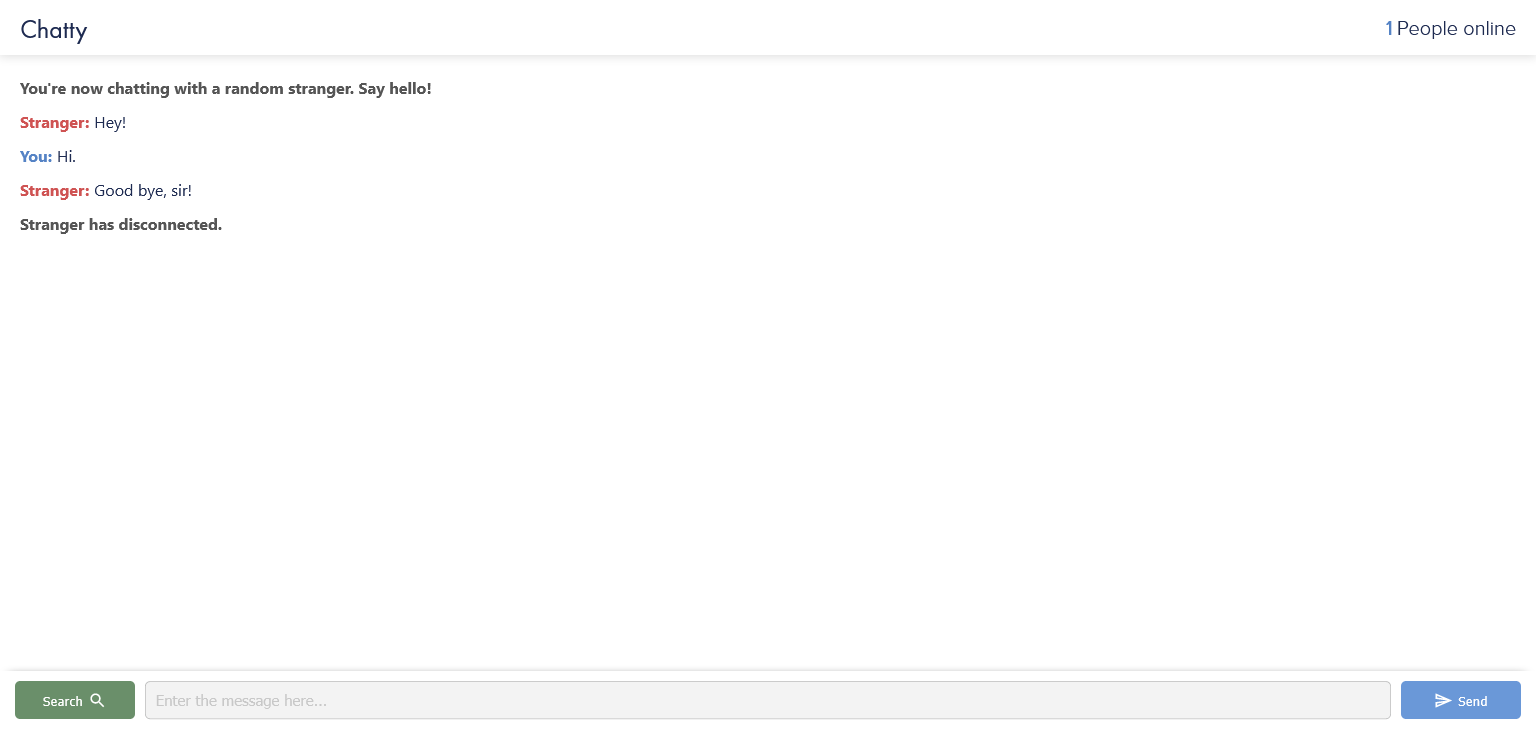 Chatty
1 People online
You're now chatting with a random stranger. Say hello!
Stranger: Hey!
You: Hi.
Stranger: Good bye, sir!
Stranger has disconnected.
Search
Enter the message here...
Send